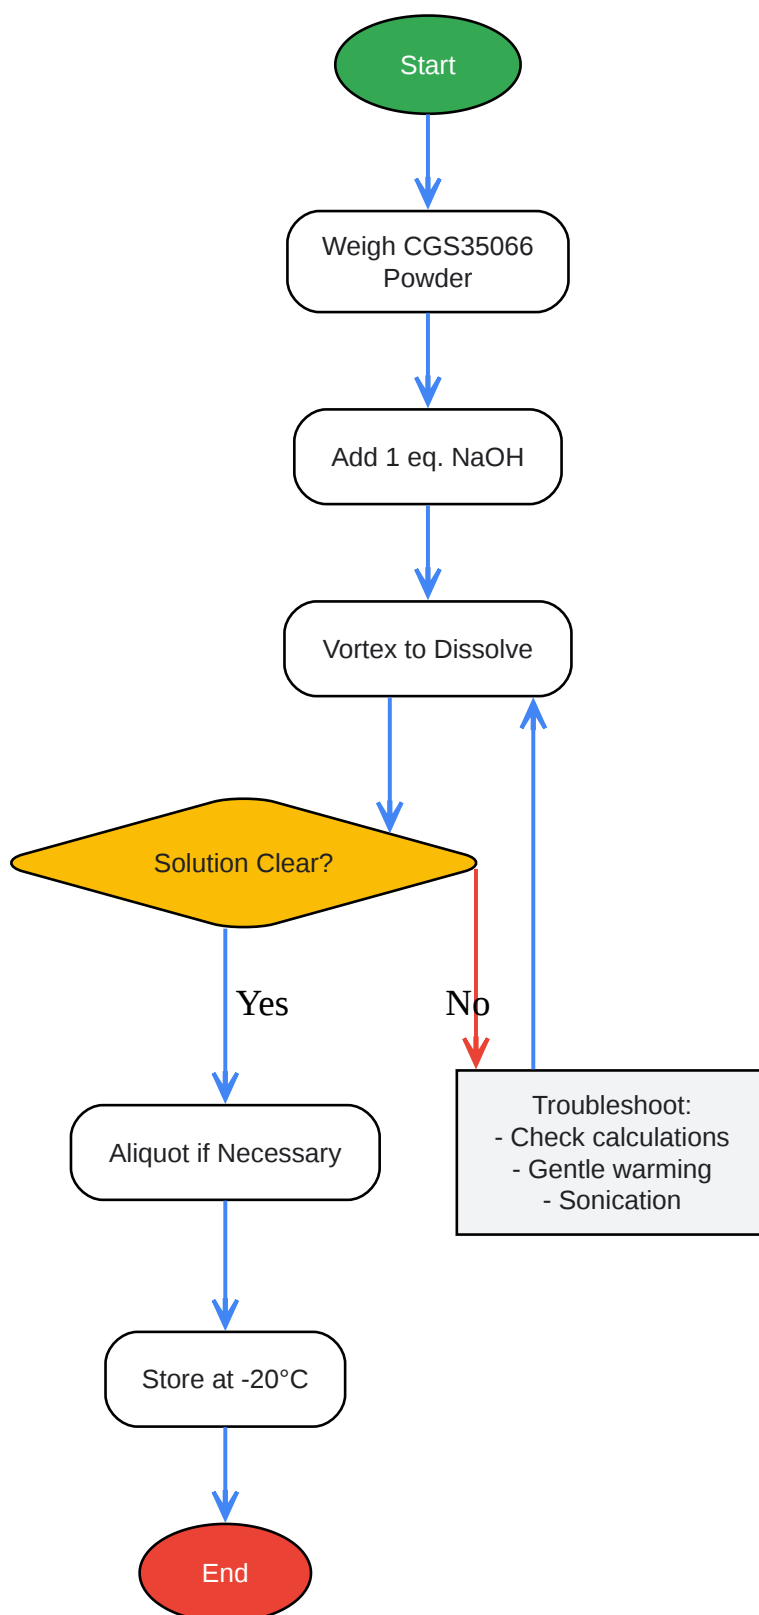 Start
Weigh CGS35066
Powder
Add 1 eq. NaOH
Vortex to Dissolve
Solution Clear?
Yes
No
Troubleshoot:
- Check calculations
- Gentle warming
- Sonication
Aliquot if Necessary
Store at -20°C
End